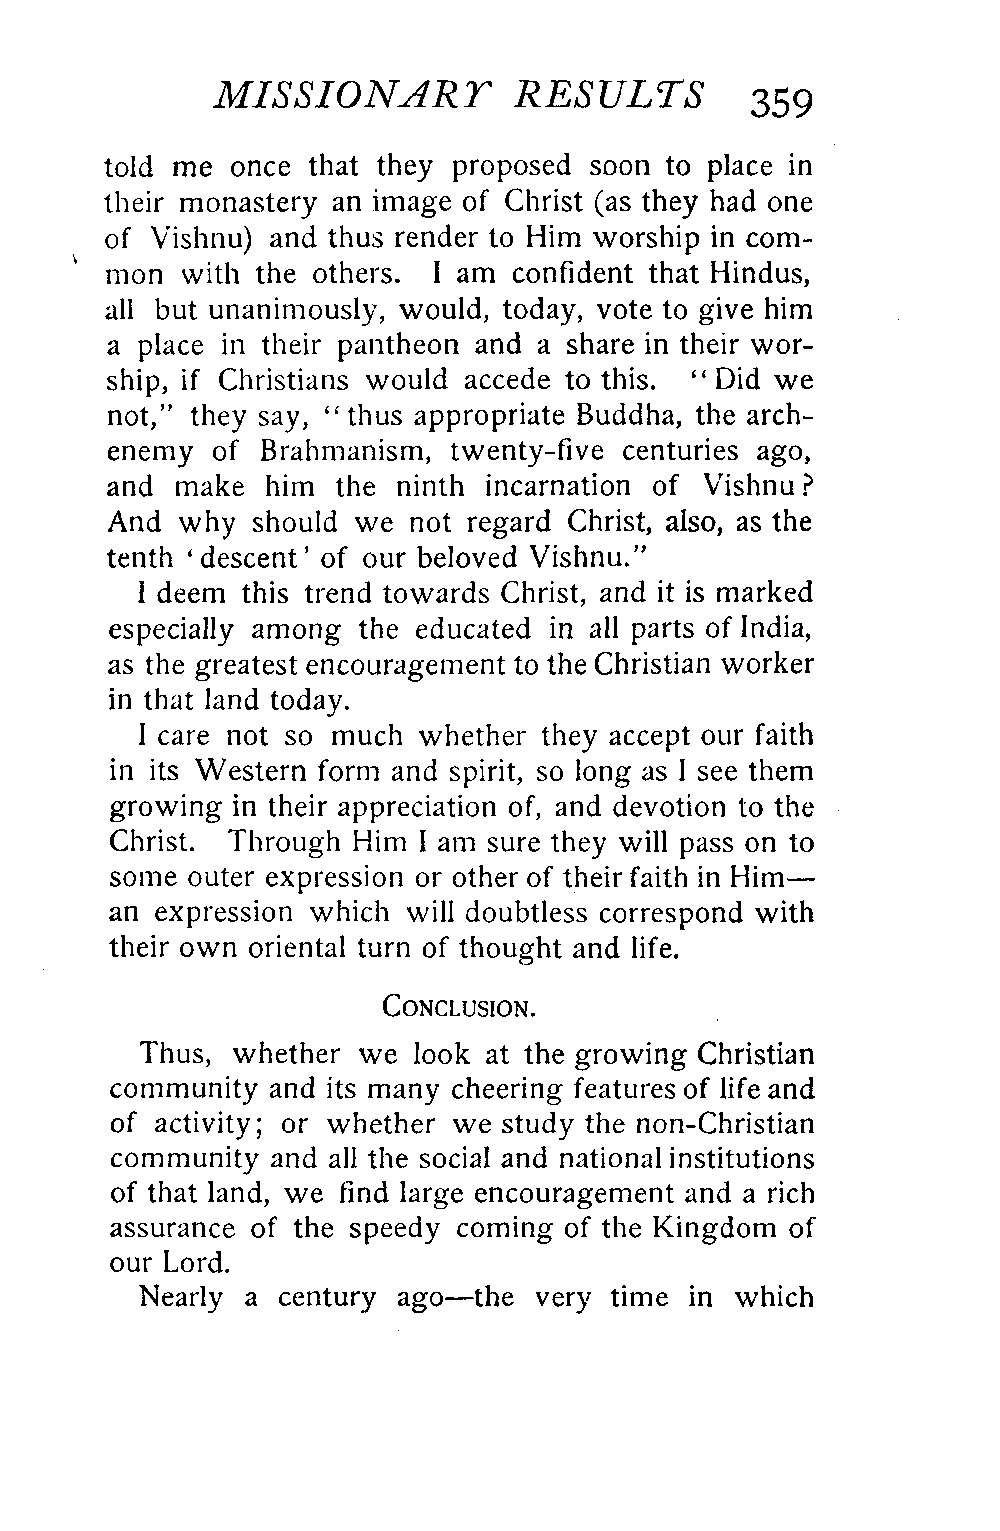 MISSIONARY RESULTS 359
told me once that they proposed soon to place in
their monastery an image of Christ (as they had one
of Vishnu) and thus render to Him worship in com-
mon with the others. I am confident that Hindus,
all but unanimously, would, today, vote to give him
a place in their pantheon and a share in their wor-
ship, if Christians would accede to this. “Did we
not,” they say, “thus appropriate Buddha, the arch-
enemy of Brahmanism, twenty-five centuries ago,
and make him the ninth incarnation of Vishnu?
And why should we not regard Christ, also, as the
tenth ‘descent’ of our beloved Vishnu.”
I deem this trend towards Christ, and it is marked
especially among the educated in all parts of India,
as the greatest encouragement to the Christian worker
in that land today.
I care not so much whether they accept our faith
in its Western form and spirit, so long as I see them
growing in their appreciation of, and devotion to the
Christ. Through Him I am sure they will pass on to
some outer expression or other of their faith in Him—
an expression which will doubtless correspond with
their own oriental turn of thought and life.
CONCLUSION.
Thus, whether we look at the growing Christian
community and its many cheering features of life and
of activity; or whether we study the non-Christian
community and all the social and national institutions
of that land, we find large encouragement and a rich
assurance of the speedy coming of the Kingdom of
our Lord.
Nearly a century ago—the very time in which